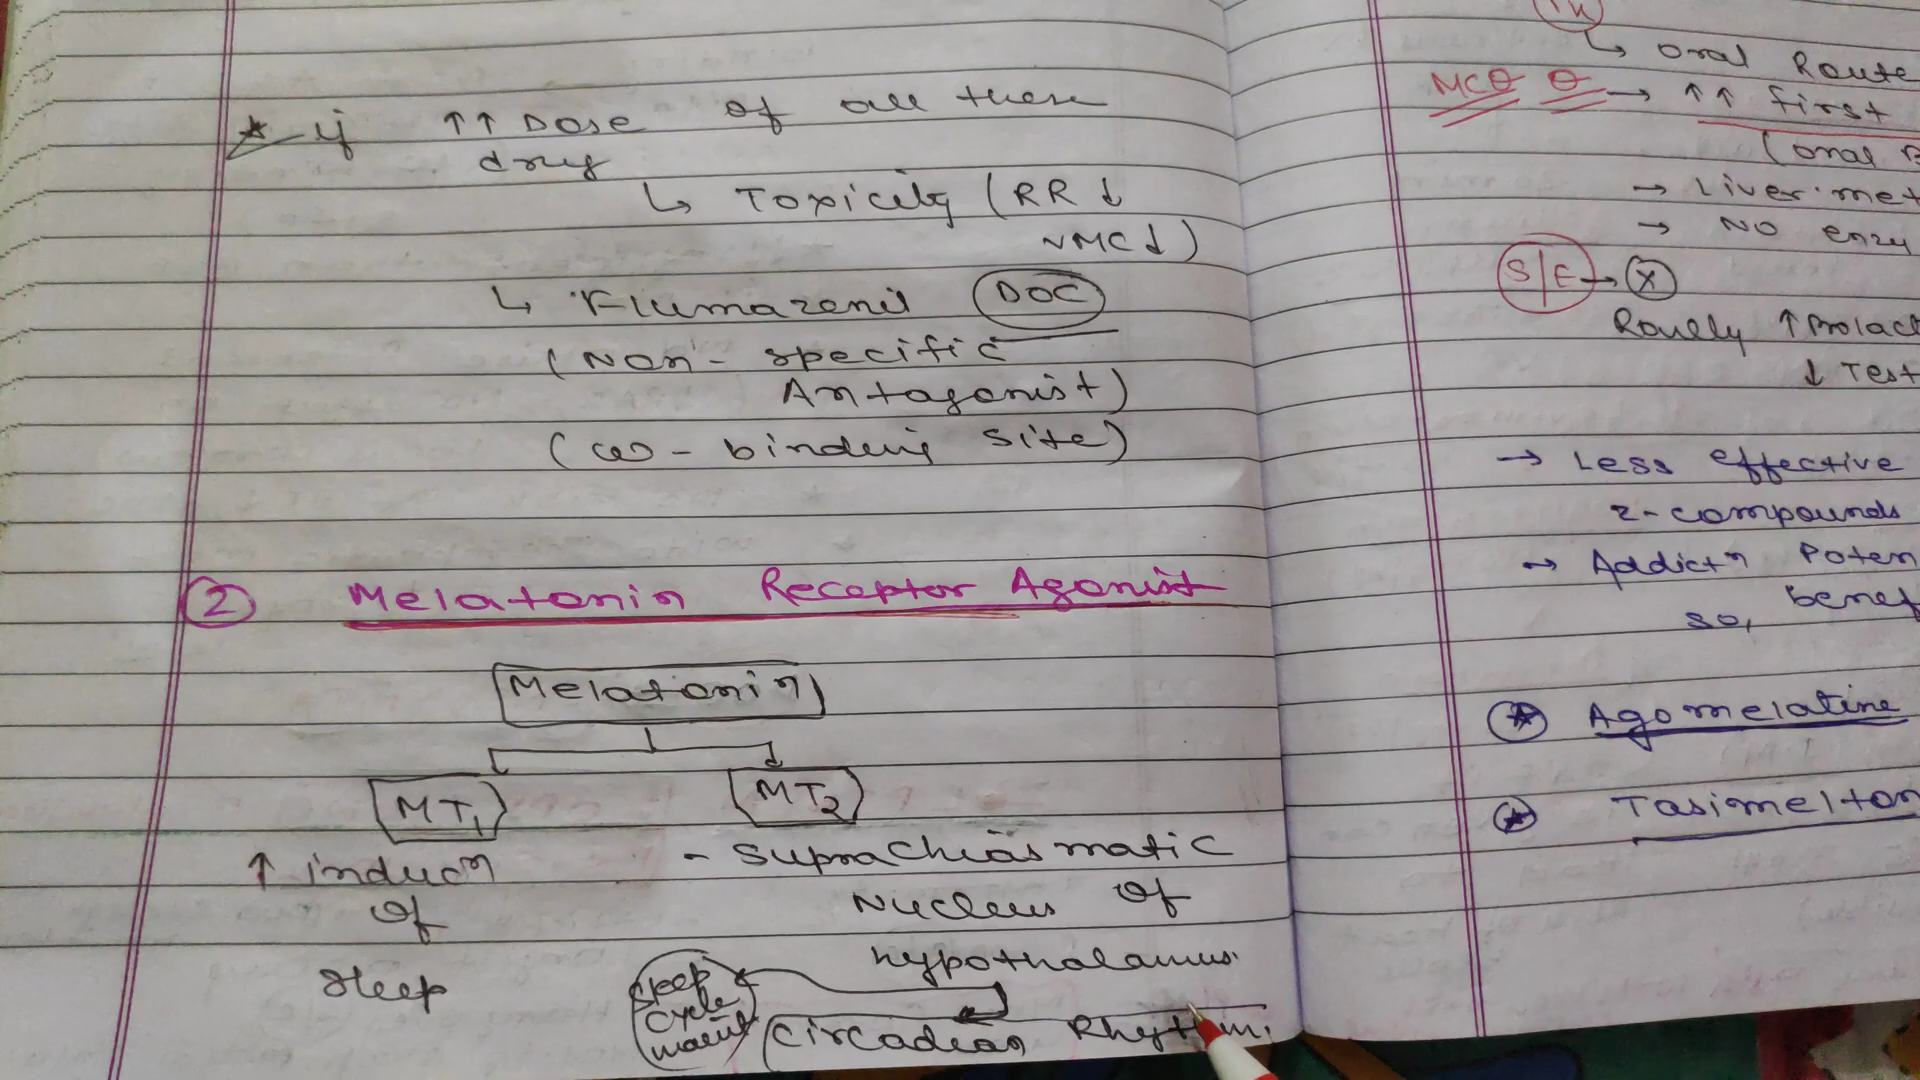 ★ if ↑↑ Dose of all these
drug
↳ Toxicity (RR ↓
VMC↓)
↳ Flumazenil (DOC)
(Non-specific
Antagonist)
(ω-binding site)
② Melatonin Receptor Agonist
Melatonin
MT₁ MT₂
↑ inducn - Suprachiasmatic
of Nucleus of
Sleep hypothalamus.
Sleep
cycle
Circadian Rhythm.
↳ Oral Route
MCQ Q → ↑↑ first
(oral
→ Liver met
→ NO enzy
S/E → Ⓧ
Rarely ↑ Prolact
↓ Test
→ Less effective
z-compounds
→ Addictn Poten
so, benef
★ Agomelatine
★ Tasimelton